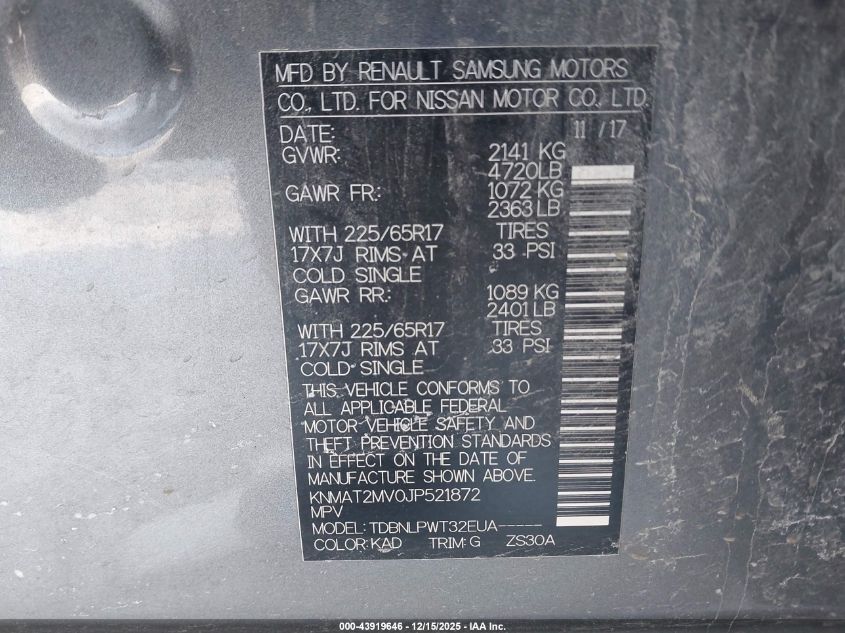 MFD BY RENAULT SAMSUNG MOTORS
CO., LTD. FOR NISSAN MOTOR CO., LTD.
DATE: 11 / 17
GVWR: 2141 KG
4720LB
GAWR FR: 1072 KG
2363 LB
WITH 225/65R17 TIRES
17X7J RIMS AT 33 PSI
COLD SINGLE
GAWR RR: 1089 KG
2401 LB
WITH 225/65R17 TIRES
17X7J RIMS AT 33 PSI
COLD SINGLE
THIS VEHICLE CONFORMS TO
ALL APPLICABLE FEDERAL
MOTOR VEHICLE SAFETY AND
THEFT PREVENTION STANDARDS
IN EFFECT ON THE DATE OF
MANUFACTURE SHOWN ABOVE.
KNMAT2MV0JP521872
MPV
MODEL: TDBNLPWT32EUA-----
COLOR: KAD TRIM: G ZS30A
000-43919646 - 12/15/2025 - IAA Inc.